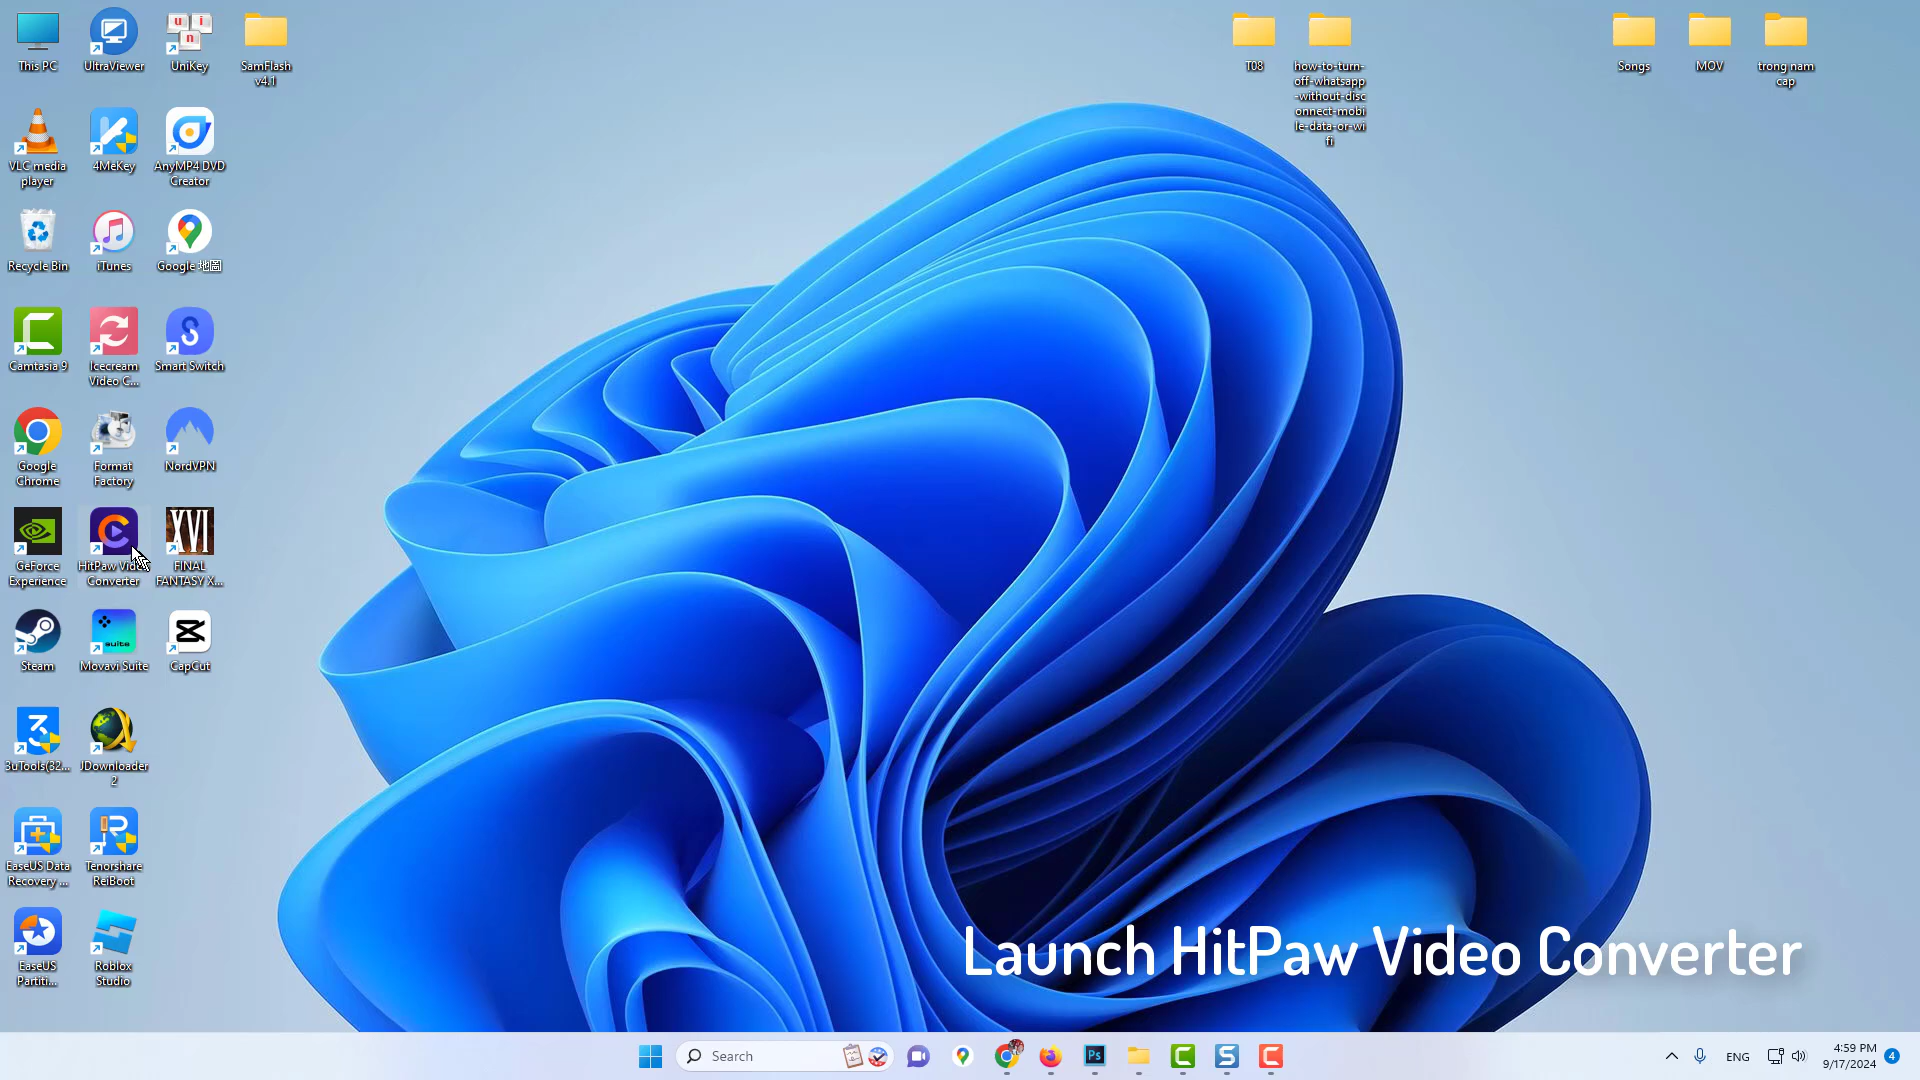 This PC
UltraViewer
UniKey
SamFlash
v4.1
T08
how-to-turn-
off-whatsapp
-without-disc
onnect-mobi
le-data-or-wi
fi
Songs
MOV
trong nam
cap
VLC media
player
4MeKey
AnyMP4 DVD
Creator
Recycle Bin
iTunes
Google 地圖
Camtasia 9
Icecream
Video C...
Smart Switch
Google
Chrome
Format
Factory
NordVPN
XVI
GeForce
Experience
HitPaw Video
Converter
FINAL
FANTASY X...
suite
Steam
Movavi Suite
CapCut
3uTools(32...
JDownloader
2
EaseUS Data
Recovery ...
Tenorshare
ReiBoot
EaseUS
Partiti...
Roblox
Studio
Launch HitPaw Video Converter
Search
Ps
ENG
4:59 PM
9/17/2024
4